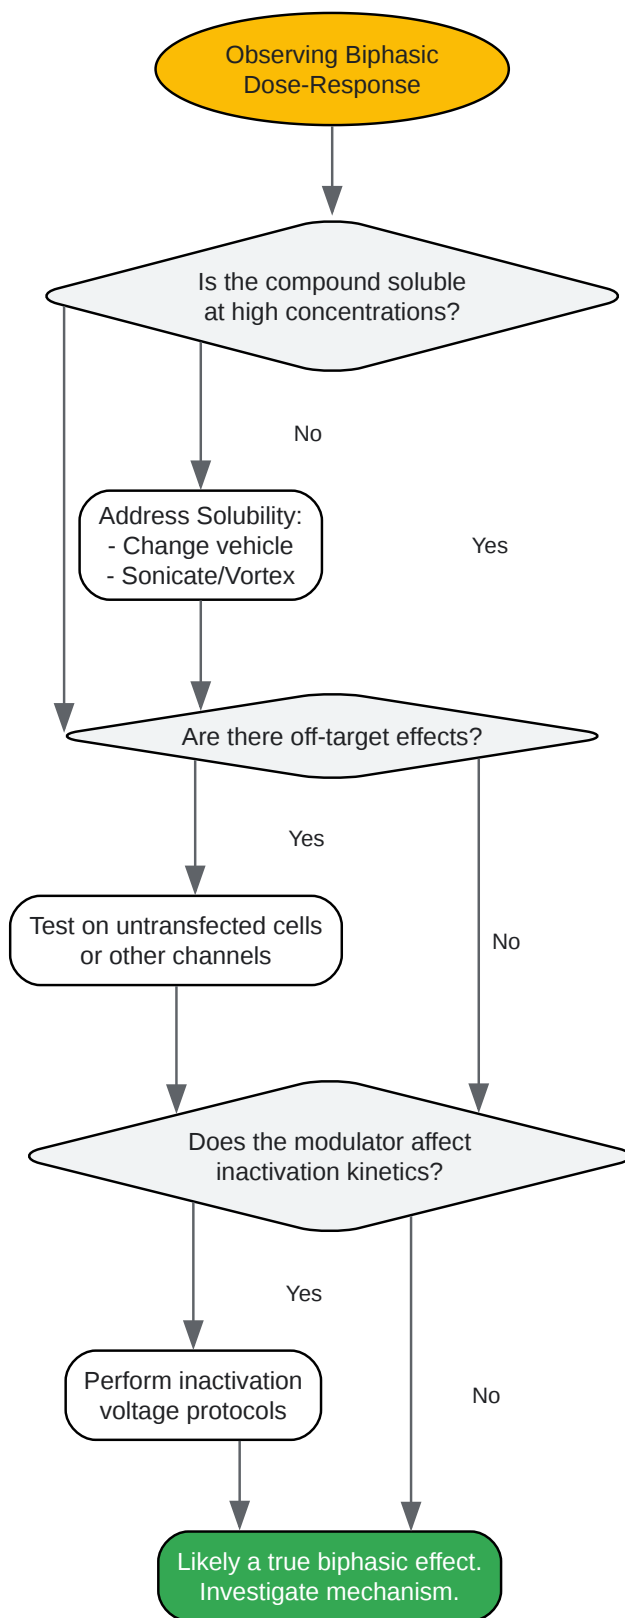 Observing Biphasic
Dose-Response
Is the compound soluble
at high concentrations?
No
Address Solubility:
- Change vehicle
- Sonicate/Vortex
Yes
Are there off-target effects?
Yes
Test on untransfected cells
or other channels
No
Does the modulator affect
inactivation kinetics?
Yes
Perform inactivation
voltage protocols
No
Likely a true biphasic effect.
Investigate mechanism.